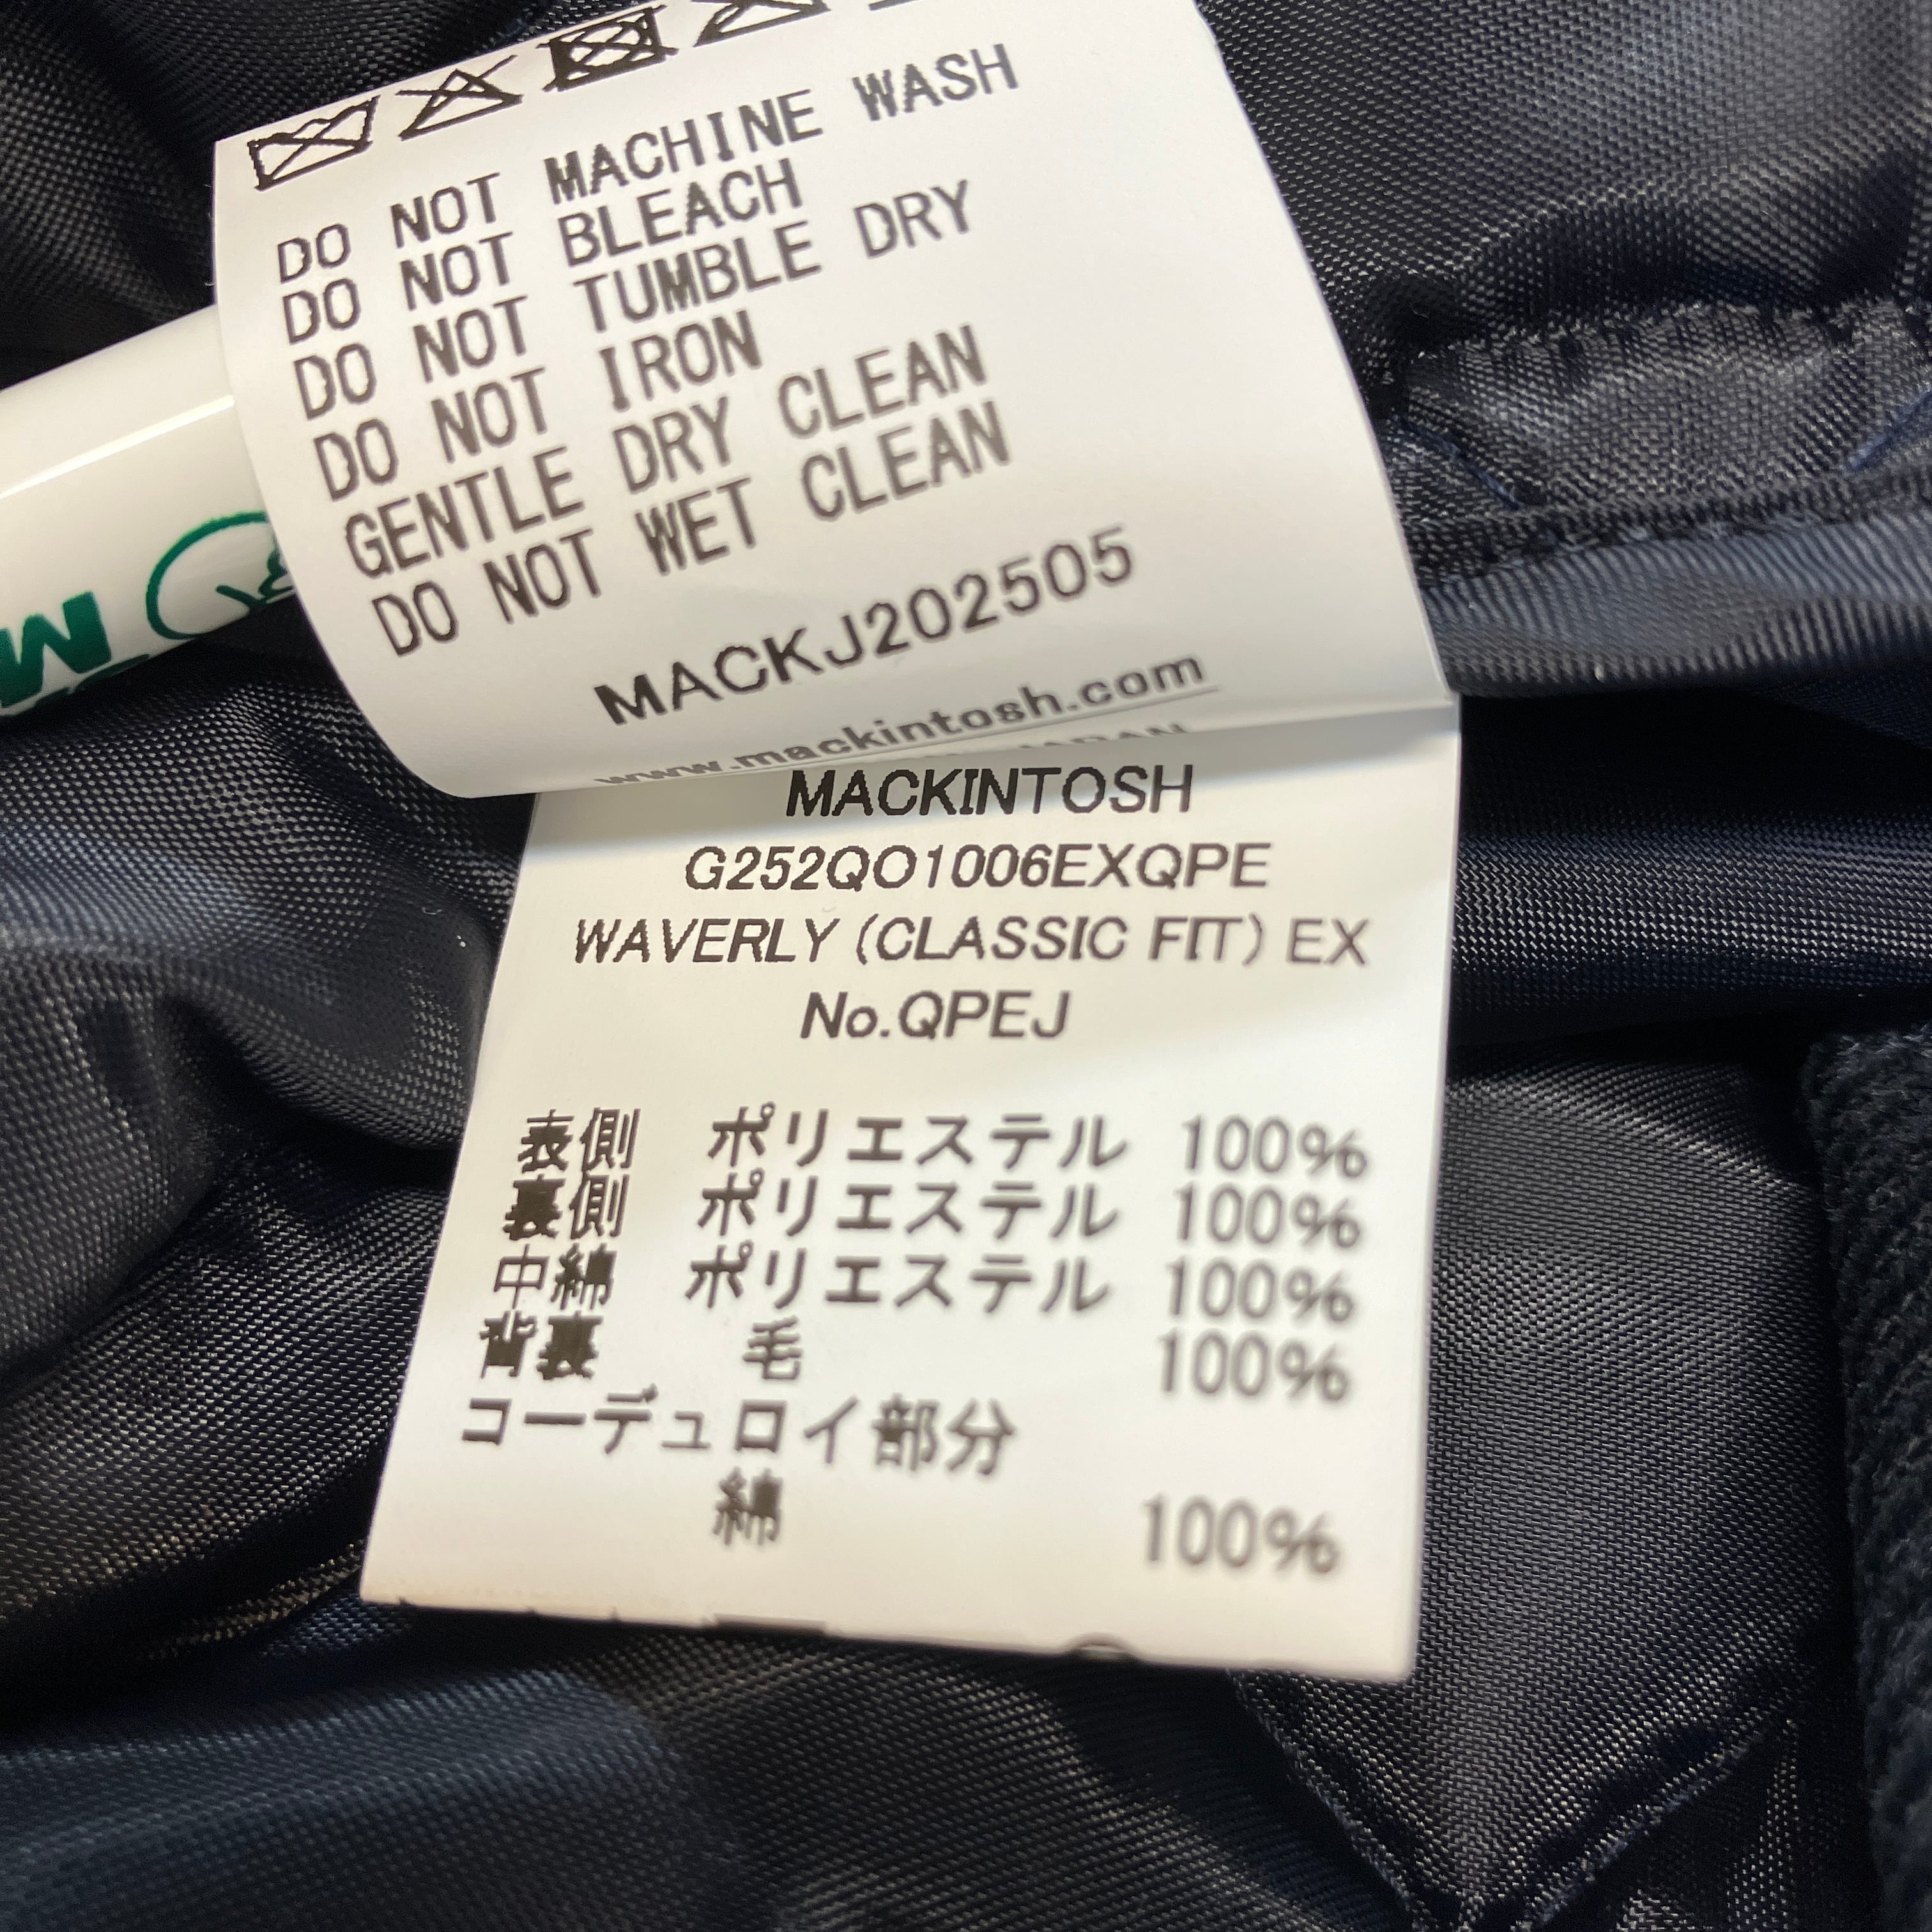 DO NOT MACHINE WASH
DO NOT BLEACH
DO NOT TUMBLE DRY
DO NOT IRON
GENTLE DRY CLEAN
DO NOT WET CLEAN
MACKJ202505
www.mackintosh.com
JAPAN
MACKINTOSH
G252QO1006EXQPE
WAVERLY (CLASSIC FIT) EX
No.QPEJ
表側 ポリエステル 100%
裏側 ポリエステル 100%
中綿 ポリエステル 100%
背裏 毛 100%
コーデュロイ部分
綿 100%